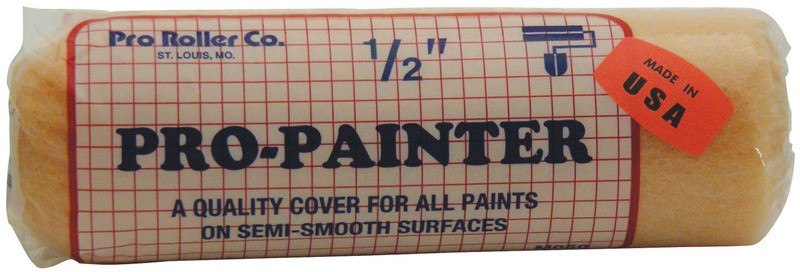 Pro Roller Co.
ST. LOUIS, MO.
1/2"
MADE IN
USA
PRO-PAINTER
A QUALITY COVER FOR ALL PAINTS
ON SEMI-SMOOTH SURFACES